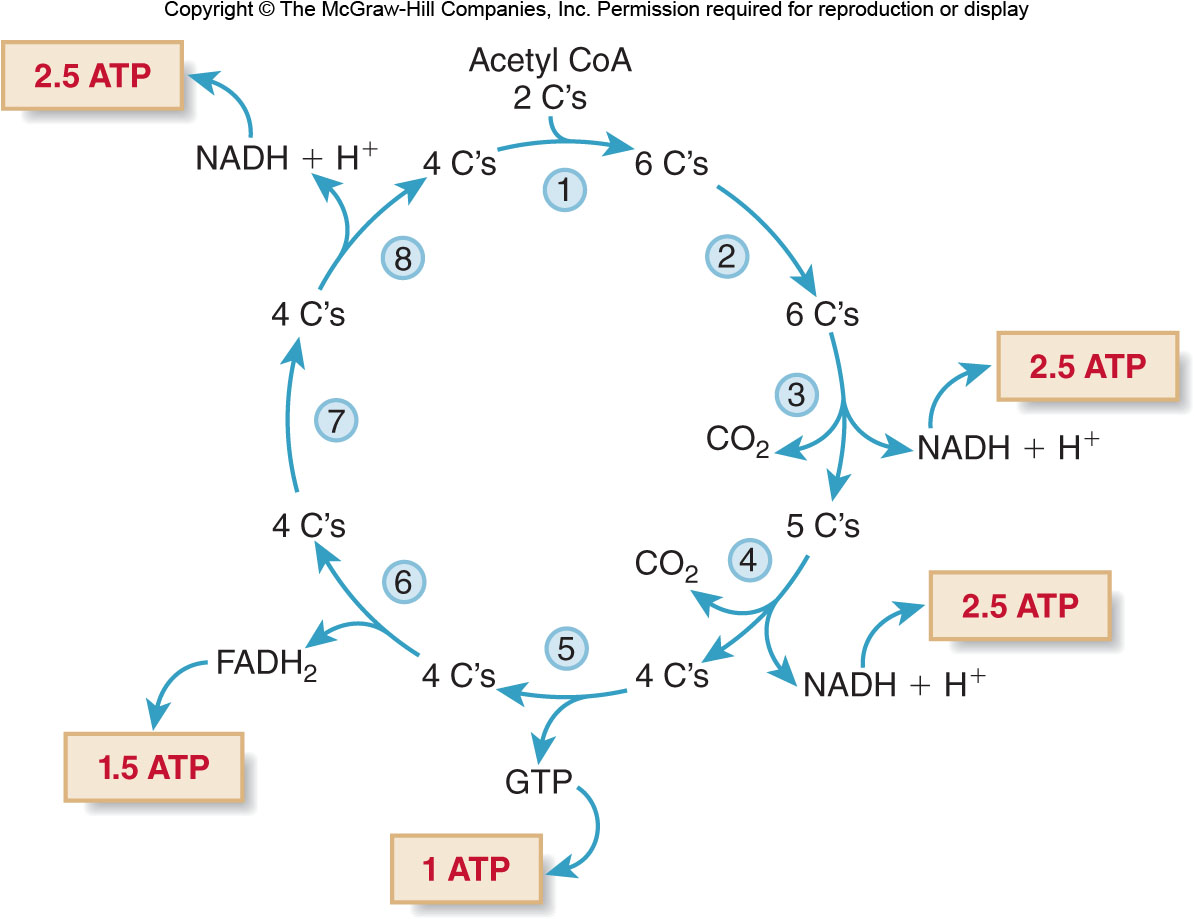 Copyright © The McGraw-Hill Companies, Inc. Permission required for reproduction or display
Acetyl CoA
2 C's
2.5 ATP
NADH + H⁺
4 C's
6 C's
1
2
8
4 C's
6 C's
2.5 ATP
3
7
CO₂
NADH + H⁺
4 C's
5 C's
CO₂
4
6
2.5 ATP
5
FADH₂
4 C's
4 C's
NADH + H⁺
1.5 ATP
GTP
1 ATP